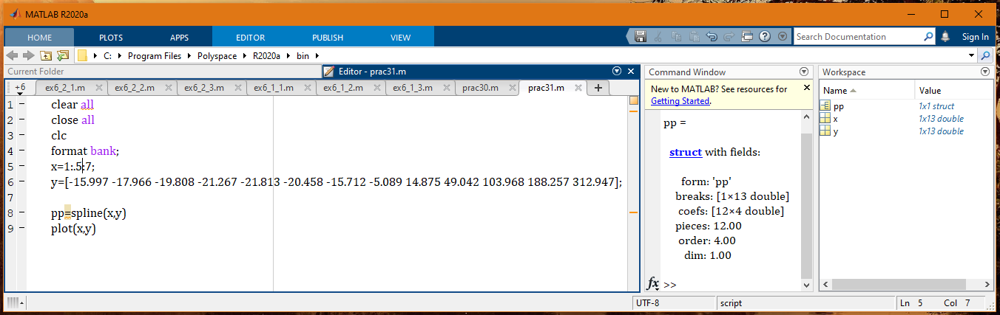 MATLAB R2020a
HOME PLOTS APPS EDITOR PUBLISH VIEW Search Documentation Sign In
C: Program Files Polyspace R2020a bin
Current Folder
Editor - prac31.m
+6 ex6_2_1.m ex6_2_2.m ex6_2_3.m ex6_1_1.m ex6_1_2.m ex6_1_3.m prac30.m prac31.m
1 clear all
2 close all
3 clc
4 format bank;
5 x=1:.5:7;
6 y=[-15.997 -17.966 -19.808 -21.267 -21.813 -20.458 -15.712 -5.089 14.875 49.042 103.968 188.257 312.947];
7
8 pp=spline(x,y)
9 plot(x,y)
Command Window
New to MATLAB? See resources for
Getting Started.
pp =
struct with fields:
form: 'pp'
breaks: [1×13 double]
coefs: [12×4 double]
pieces: 12.00
order: 4.00
dim: 1.00
fx >>
Workspace
Name Value
pp 1x1 struct
x 1x13 double
y 1x13 double
UTF-8 script Ln 5 Col 7